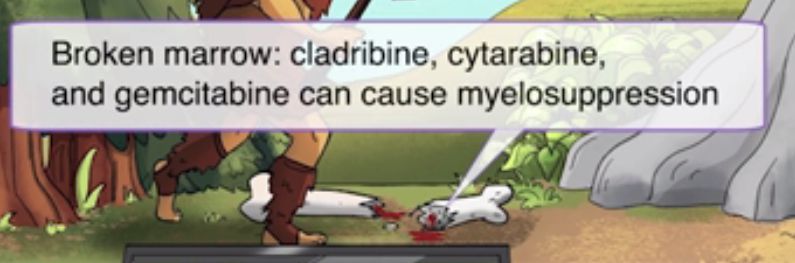 Broken marrow: cladribine, cytarabine,
and gemcitabine can cause myelosuppression